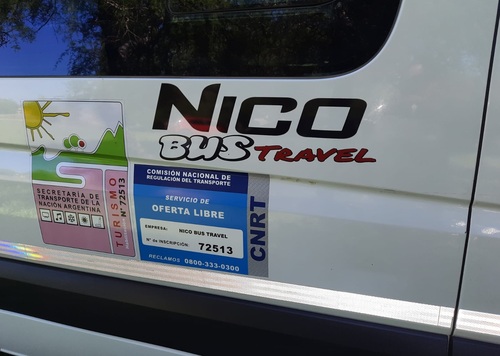 NICO
BUS TRAVEL
SECRETARÍA DE
TRANSPORTE DE LA
NACIÓN ARGENTINA
TURISMO
N° 72513
COMISIÓN NACIONAL DE
REGULACIÓN DEL TRANSPORTE
SERVICIO DE
OFERTA LIBRE
EMPRESA: NICO BUS TRAVEL
N° de INSCRIPCIÓN: 72513
RECLAMOS 0800-333-0300
CNRT